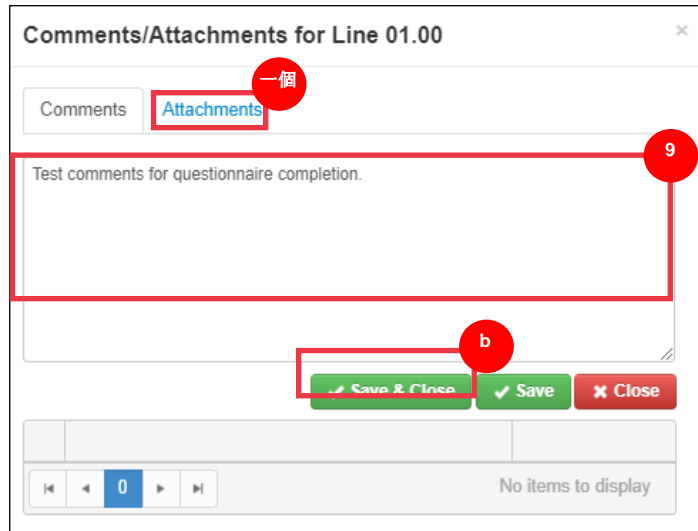 Comments/Attachments for Line 01.00
×
一個
Comments Attachments
9
Test comments for questionnaire completion.
b
Save & Close Save Close
0 No items to display